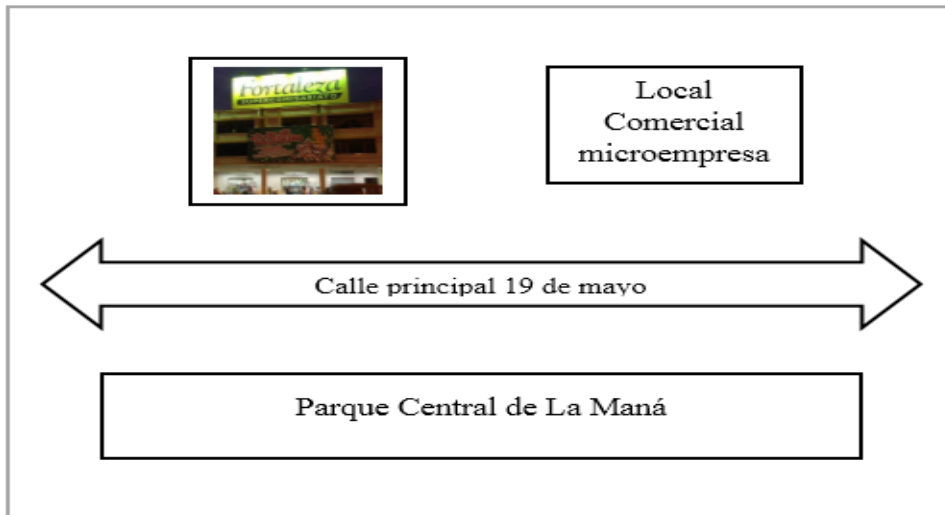 Fortaleza
Local
Comercial
microempresa
Calle principal 19 de mayo
Parque Central de La Maná